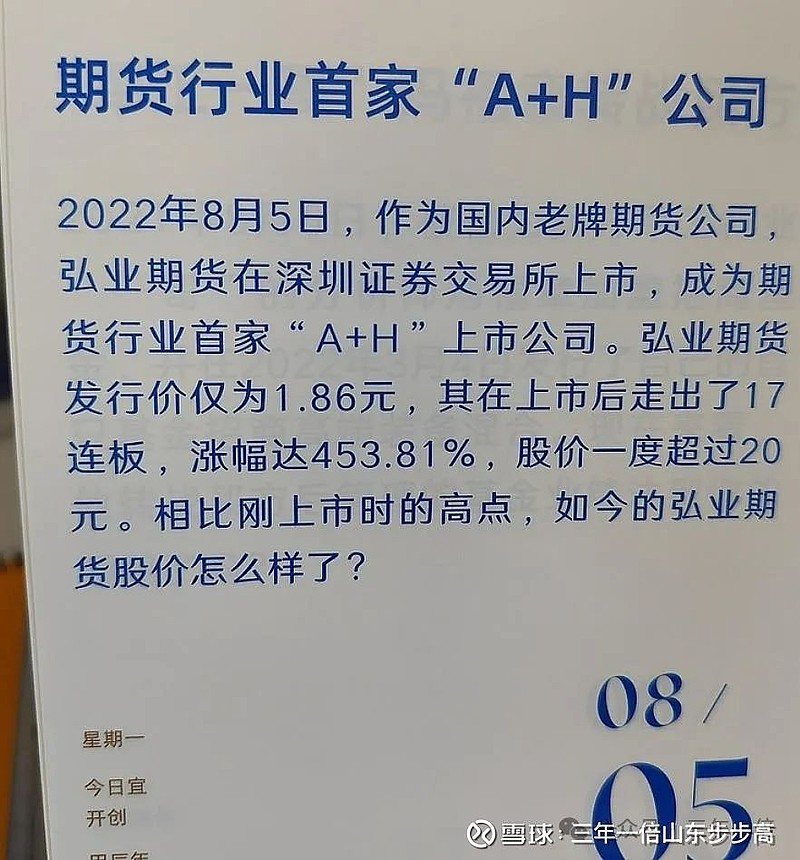 期货行业首家“A+H”公司
2022年8月5日，作为国内老牌期货公司，
弘业期货在深圳证券交易所上市，成为期
货行业首家“A+H”上市公司。弘业期货
发行价仅为1.86元，其在上市后走出了17
连板，涨幅达453.81%，股价一度超过20
元。相比刚上市时的高点，如今的弘业期
货股价怎么样了？
08/
05
星期一
今日宜
开创
甲辰年
雪球：三年一倍山东步步高